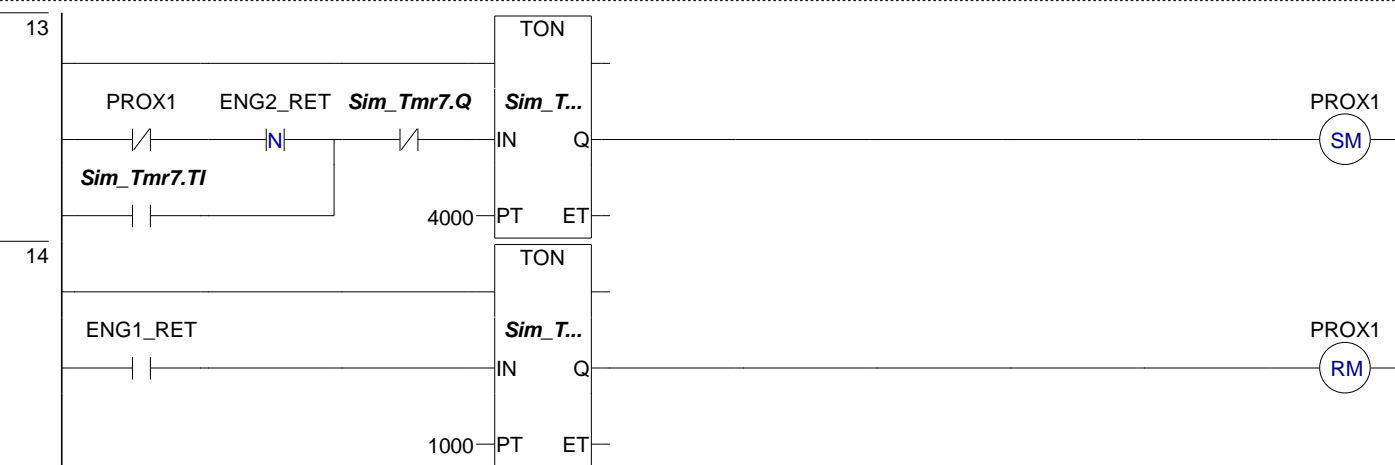 13
TON
PROX1 ENG2_RET Sim_Tmr7.Q Sim_T... PROX1
N IN Q SM
Sim_Tmr7.TI
4000 PT ET
14
TON
ENG1_RET Sim_T... PROX1
IN Q RM
1000 PT ET